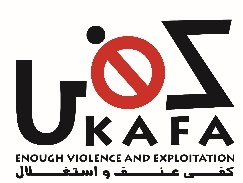 كفى
KAFA
ENOUGH VIOLENCE AND EXPLOITATION
كفى عنف و استغلال